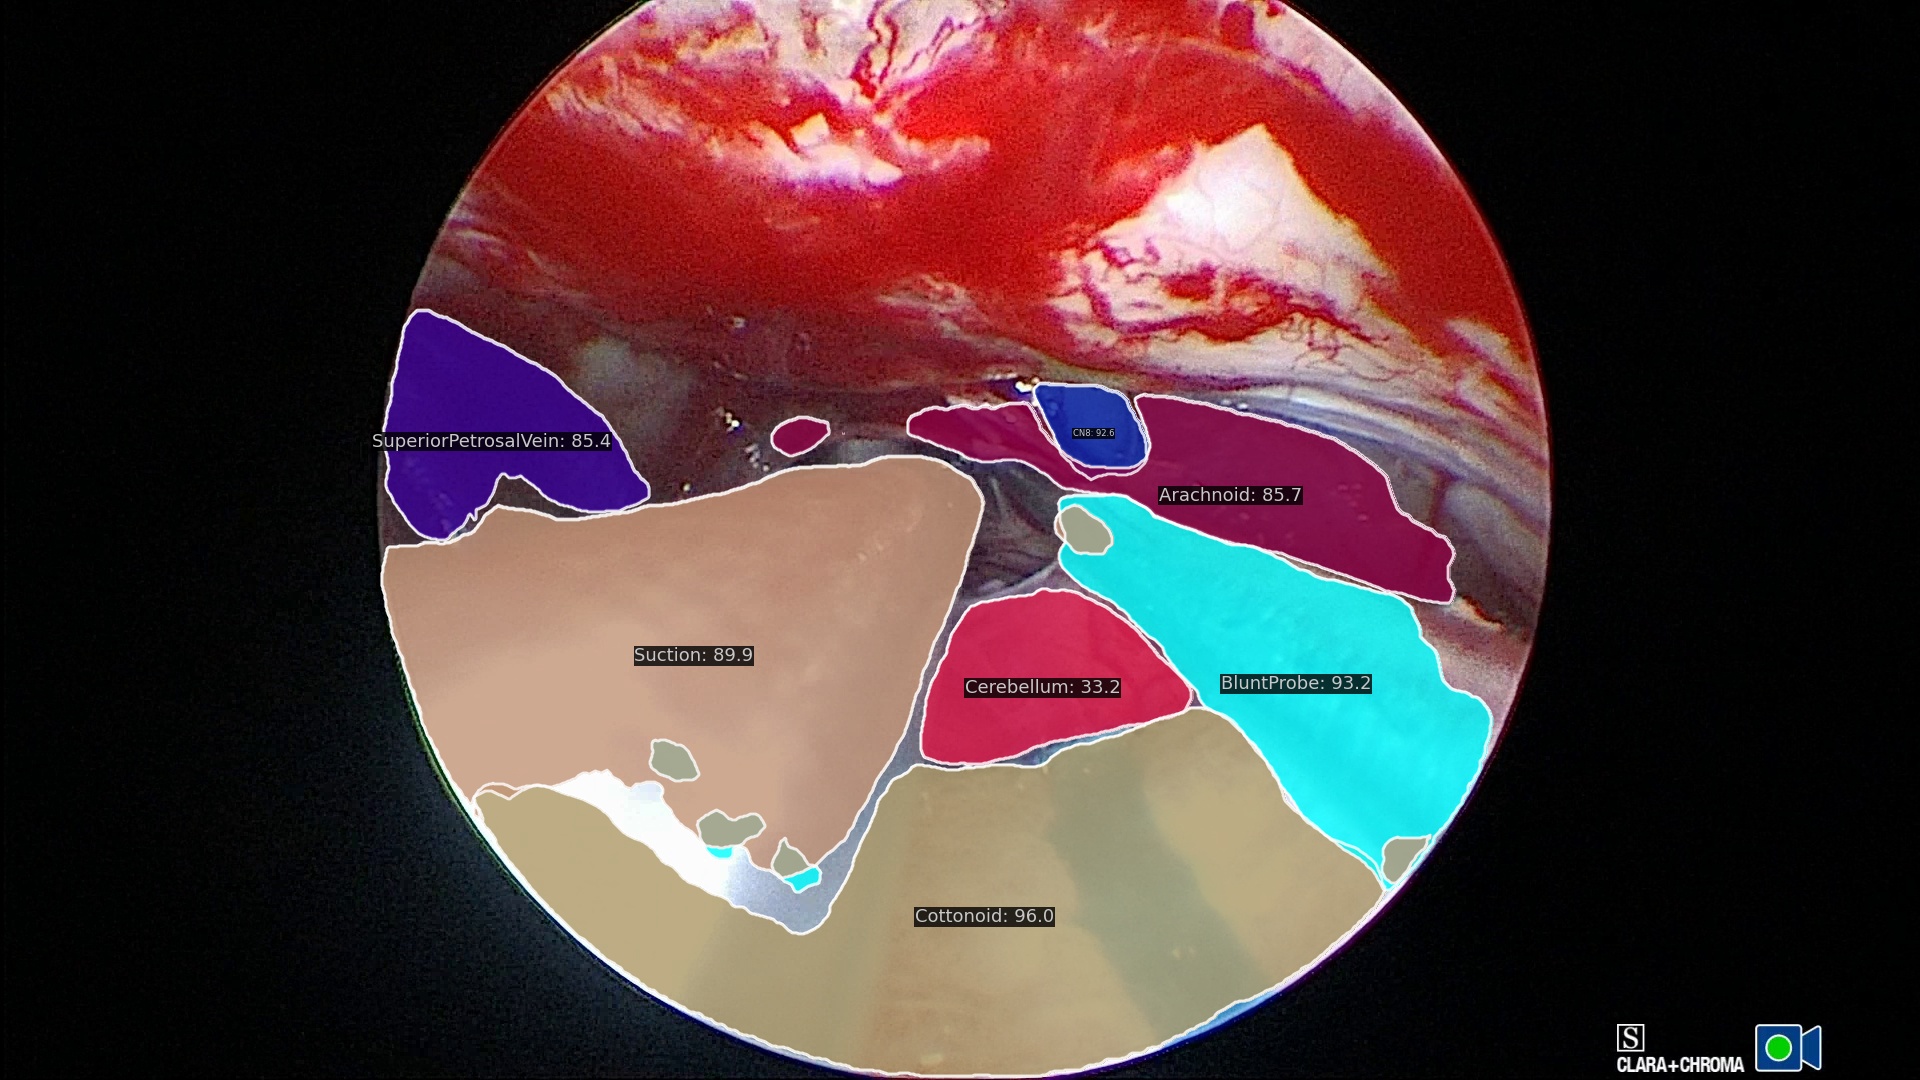 SuperiorPetrosalVein: 85.4
CN8: 92.6
Arachnoid: 85.7
Suction: 89.9
Cerebellum: 33.2
BluntProbe: 93.2
Cottonoid: 96.0
S
CLARA+CHROMA